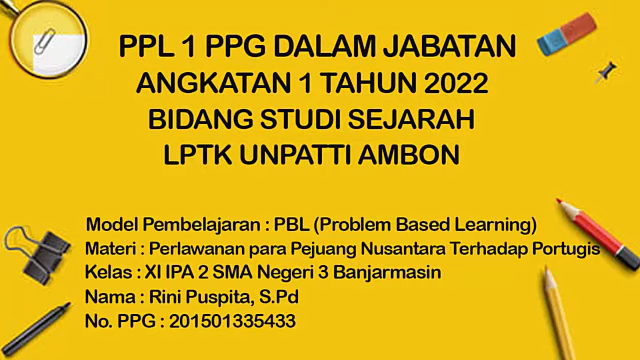 PPL 1 PPG DALAM JABATAN
ANGKATAN 1 TAHUN 2022
BIDANG STUDI SEJARAH
LPTK UNPATTI AMBON
Model Pembelajaran : PBL (Problem Based Learning)
Materi : Perlawanan para Pejuang Nusantara Terhadap Portugis
Kelas : XI IPA 2 SMA Negeri 3 Banjarmasin
Nama : Rini Puspita, S.Pd
No. PPG : 201501335433